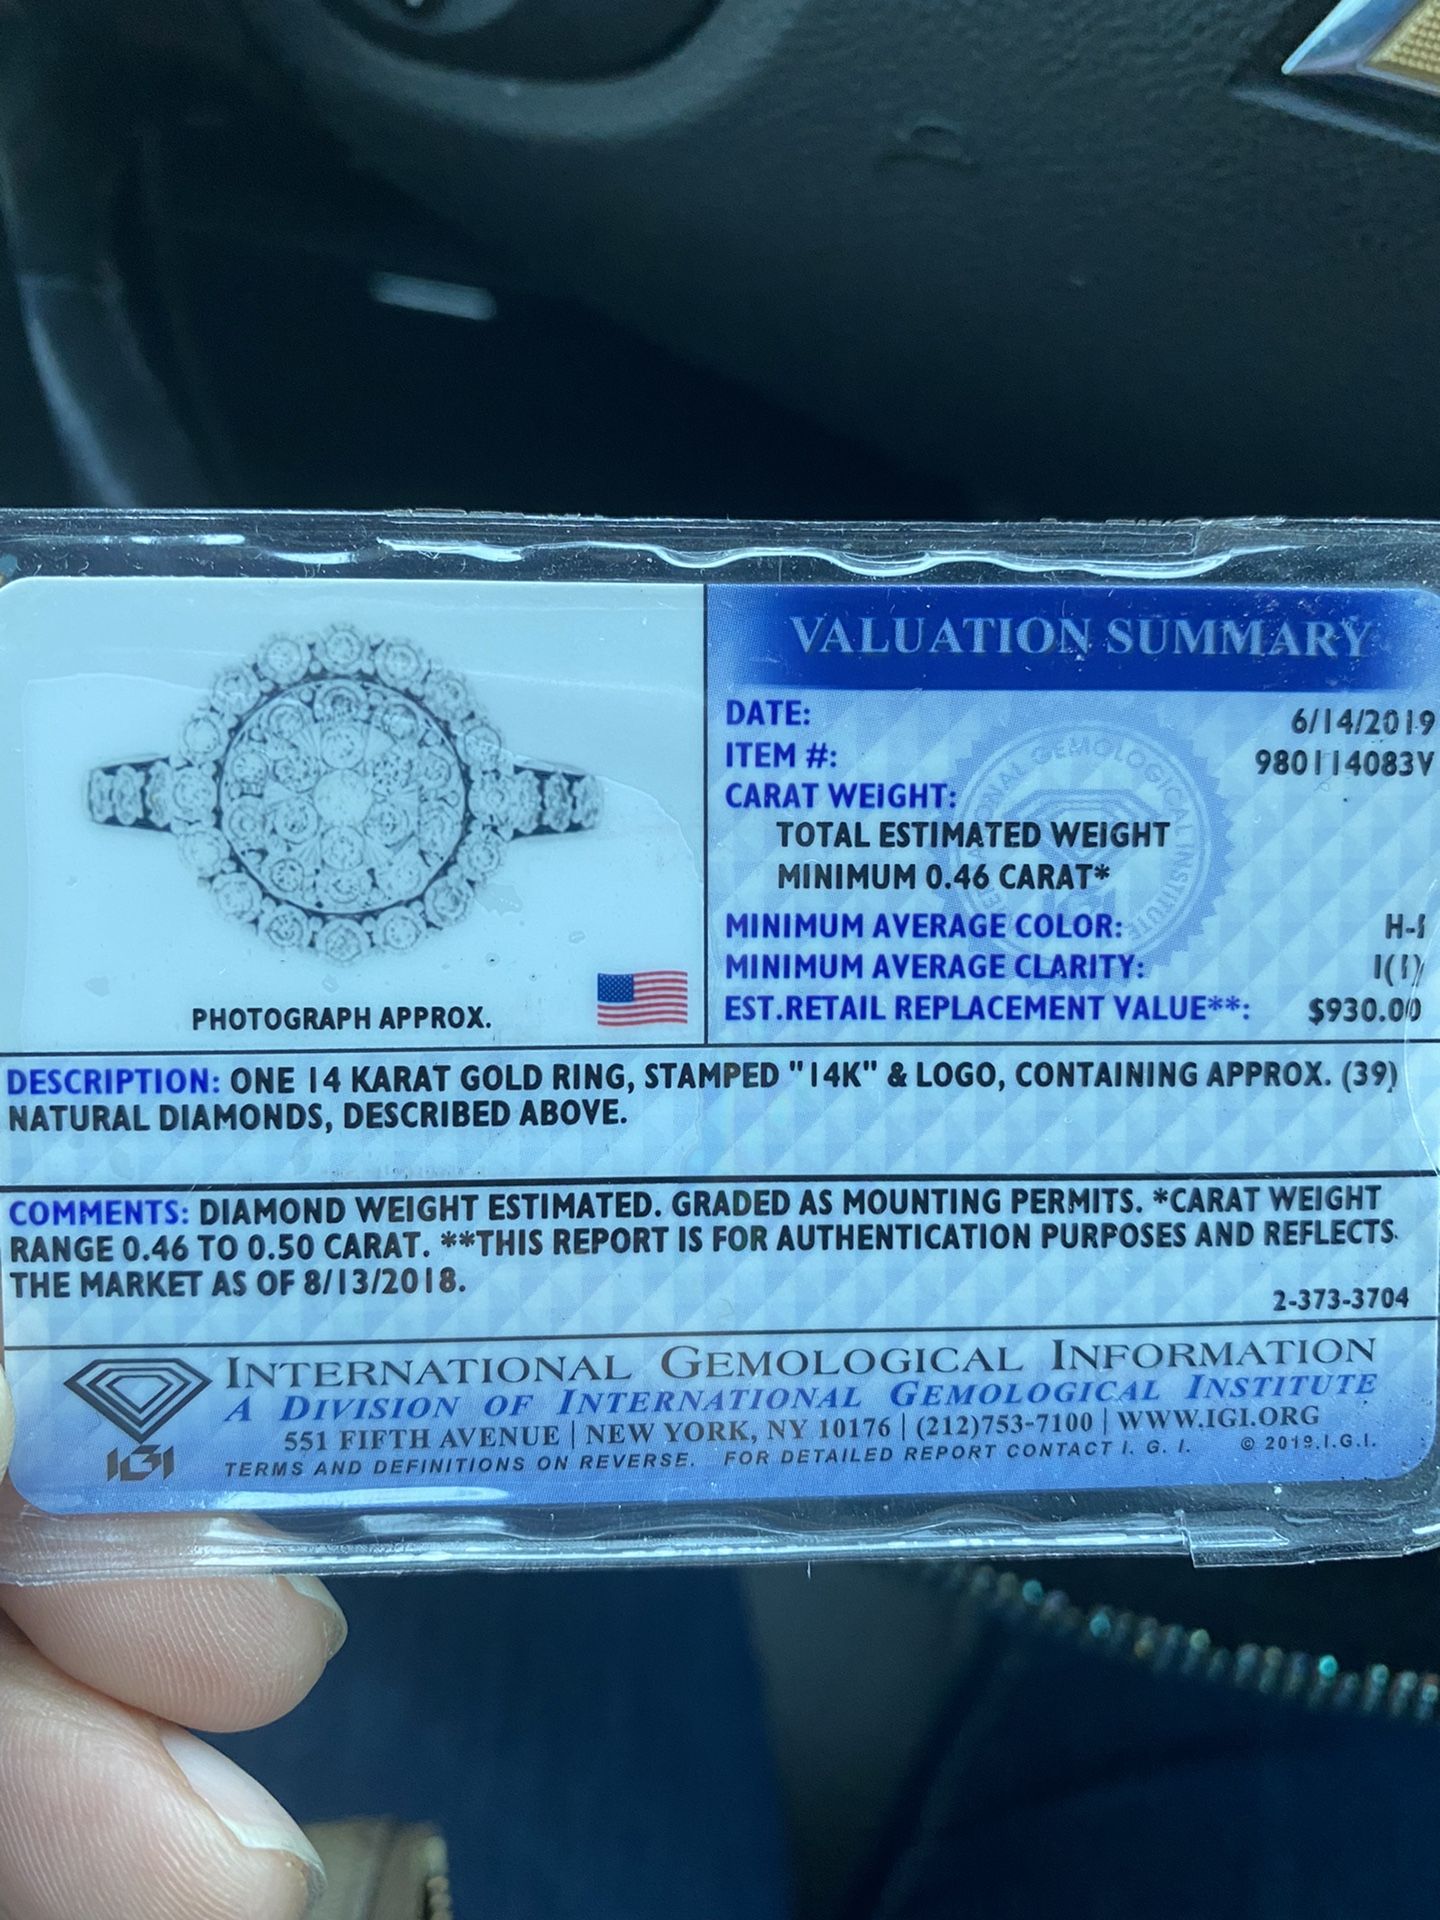 VALUATION SUMMARY
DATE: 6/14/2019
ITEM #: 980114083V
CARAT WEIGHT:
TOTAL ESTIMATED WEIGHT
MINIMUM 0.46 CARAT*
MINIMUM AVERAGE COLOR: H-I
MINIMUM AVERAGE CLARITY: I(1)
EST.RETAIL REPLACEMENT VALUE**: $930.00
PHOTOGRAPH APPROX.
DESCRIPTION: ONE 14 KARAT GOLD RING, STAMPED "14K" & LOGO, CONTAINING APPROX. (39)
NATURAL DIAMONDS, DESCRIBED ABOVE.
COMMENTS: DIAMOND WEIGHT ESTIMATED. GRADED AS MOUNTING PERMITS. *CARAT WEIGHT
RANGE 0.46 TO 0.50 CARAT. **THIS REPORT IS FOR AUTHENTICATION PURPOSES AND REFLECTS
THE MARKET AS OF 8/13/2018.
2-373-3704
INTERNATIONAL GEMOLOGICAL INFORMATION
A DIVISION OF INTERNATIONAL GEMOLOGICAL INSTITUTE
551 FIFTH AVENUE | NEW YORK, NY 10176 | (212)753-7100 | WWW.IGI.ORG
IGI
TERMS AND DEFINITIONS ON REVERSE. FOR DETAILED REPORT CONTACT I. G. I. © 2019.I.G.I.